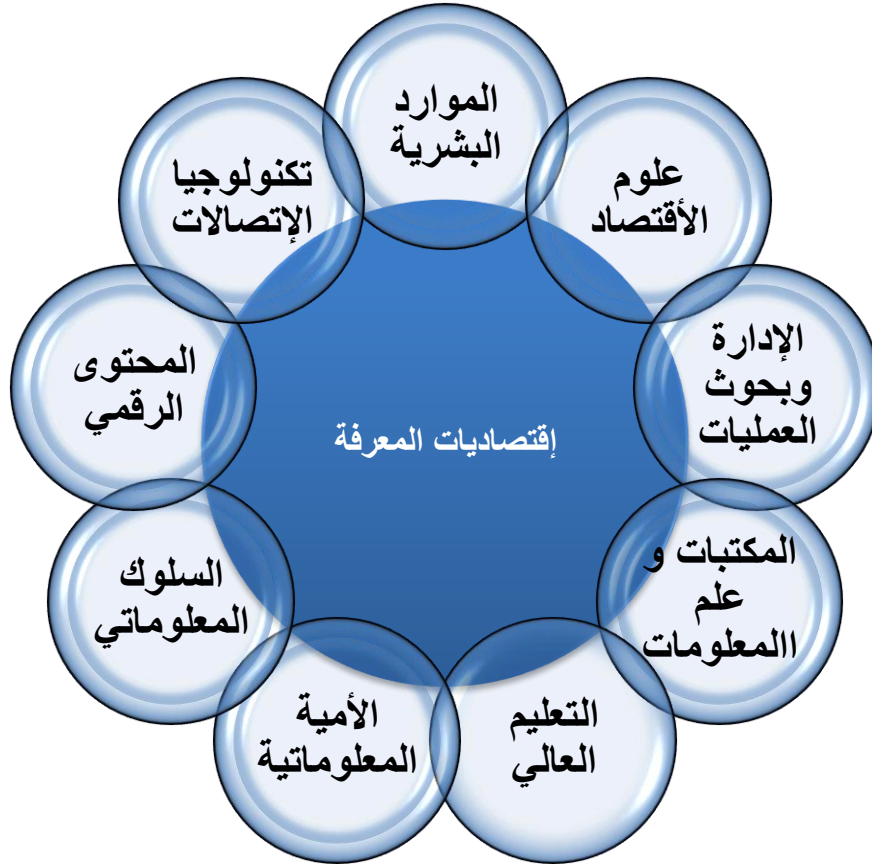 الموارد
البشرية
علوم
الأقتصاد
الإدارة
وبحوث
العمليات
المكتبات و
علم
االمعلومات
التعليم
العالي
الأمية
المعلوماتية
السلوك
المعلوماتي
المحتوى
الرقمي
تكنولوجيا
الإتصالات
إقتصاديات المعرفة